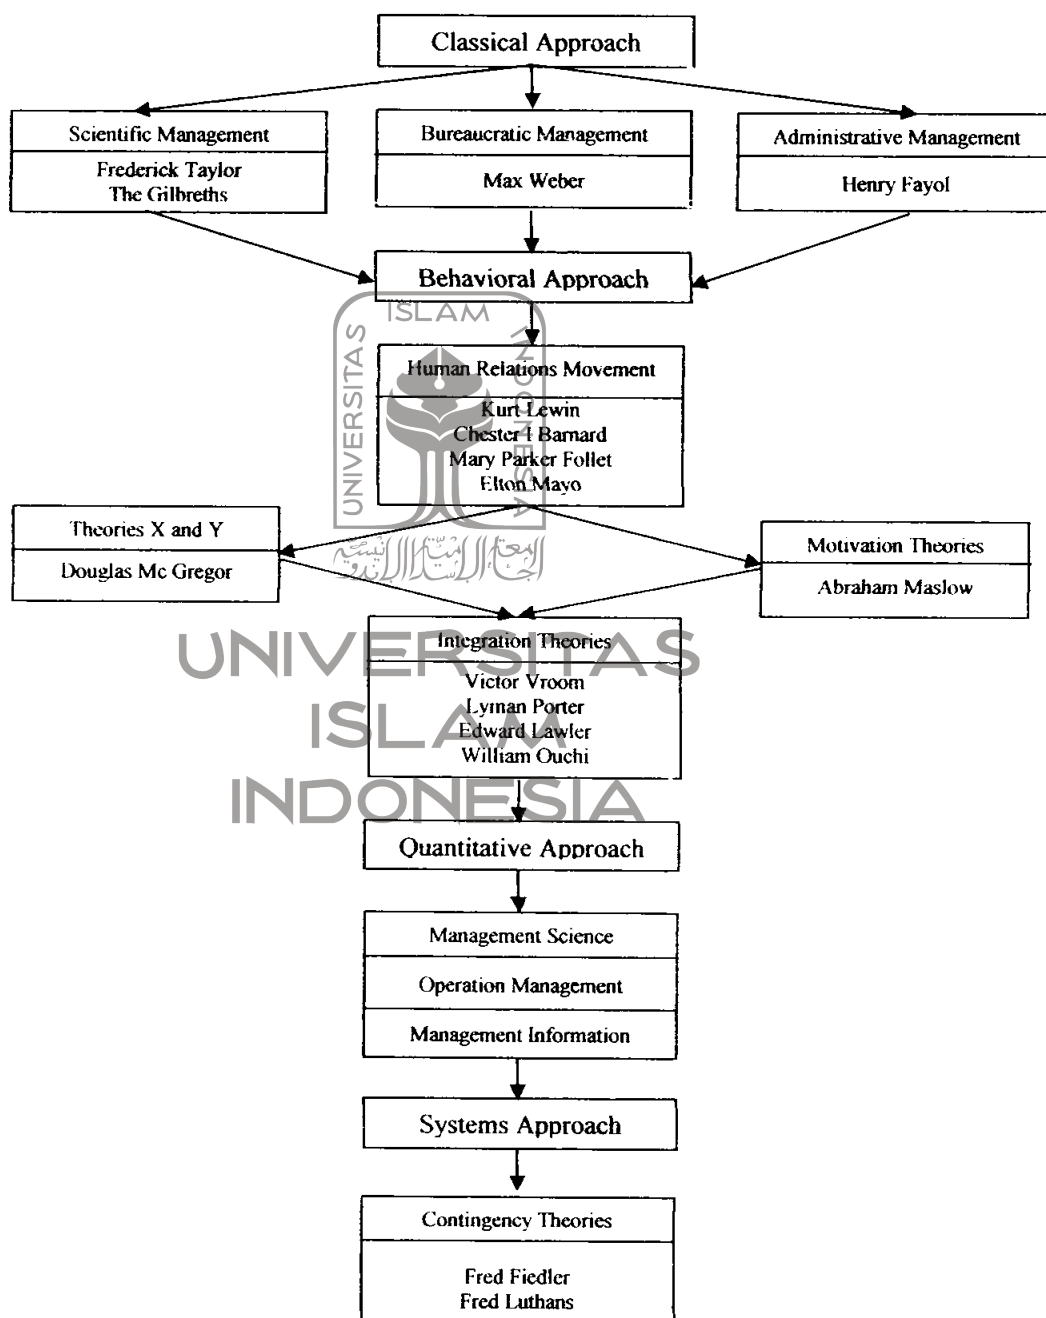 Classical Approach
Scientific Management
Frederick Taylor
The Gilbreths
Bureaucratic Management
Max Weber
Administrative Management
Henry Fayol
Behavioral Approach
Human Relations Movement
Kurt Lewin
Chester I Barnard
Mary Parker Follet
Elton Mayo
Theories X and Y
Douglas Mc Gregor
Motivation Theories
Abraham Maslow
Integration Theories
Victor Vroom
Lyman Porter
Edward Lawler
William Ouchi
Quantitative Approach
Management Science
Operation Management
Management Information
Systems Approach
Contingency Theories
Fred Fiedler
Fred Luthans
UNIVERSITAS
ISLAM
INDONESIA
UNIVERSITAS
ISLAM
INDONESIA